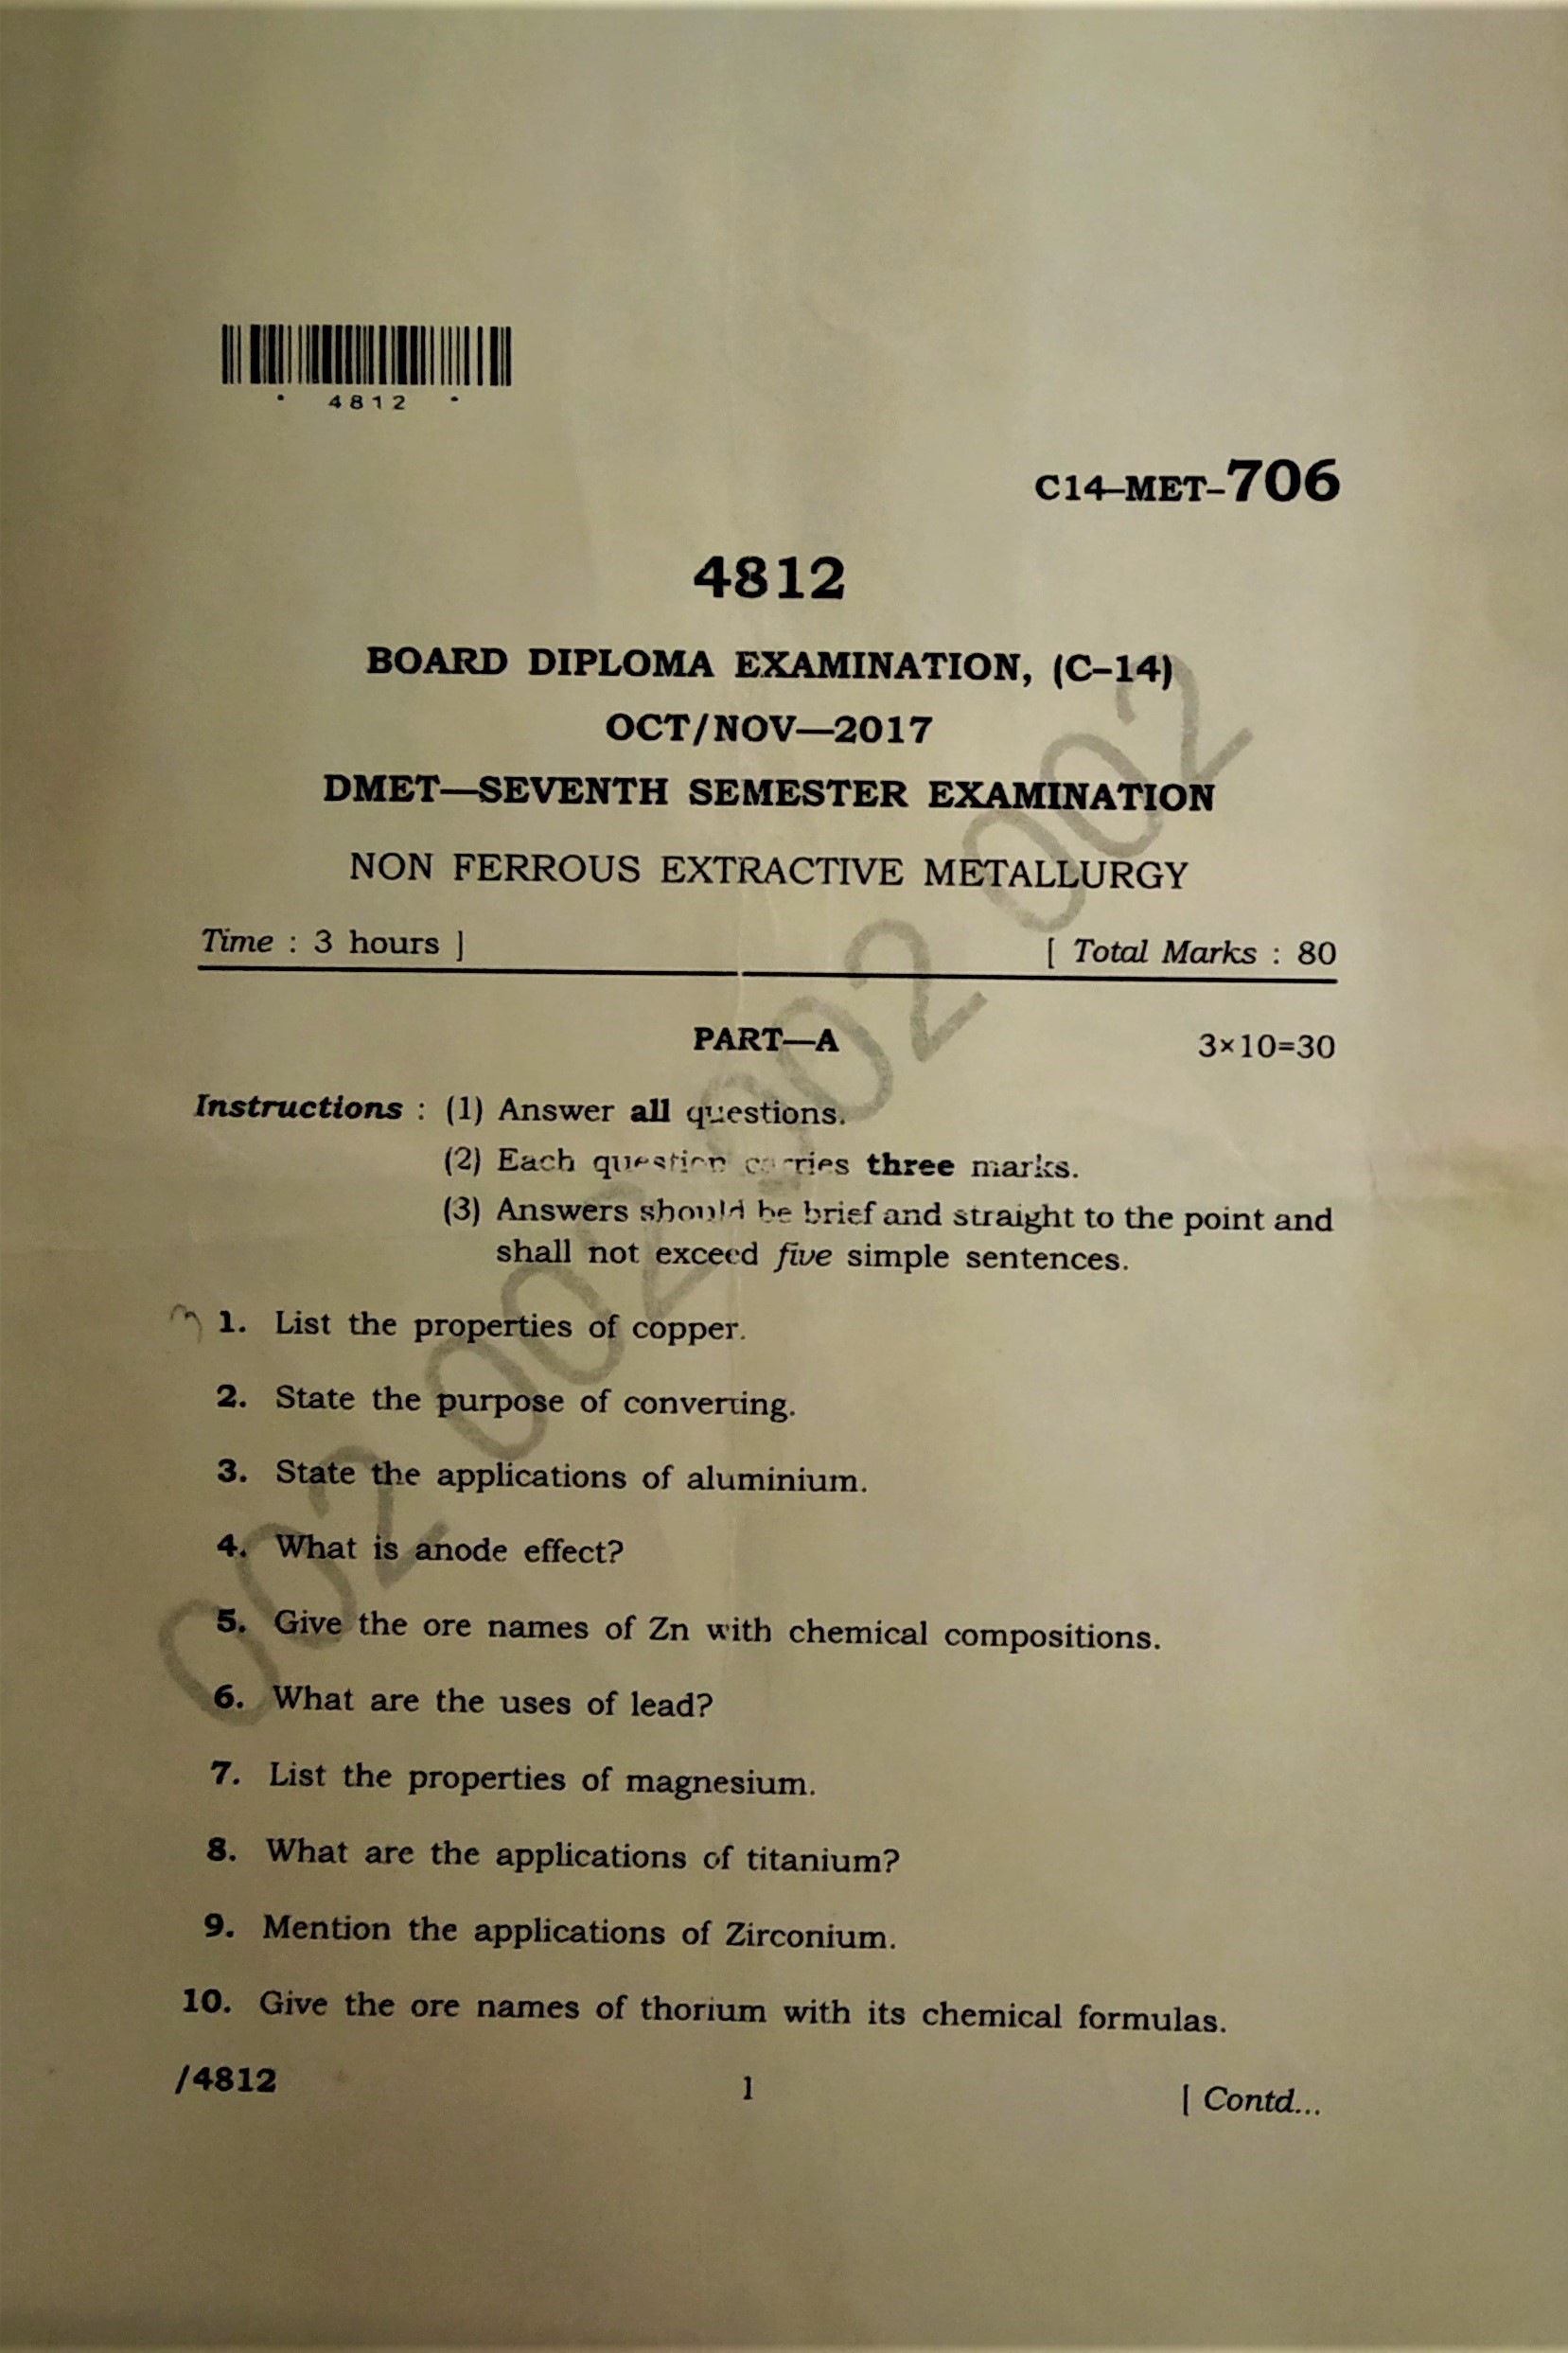 4812
C14–MET–706
4812
BOARD DIPLOMA EXAMINATION, (C–14)
OCT/NOV—2017
DMET—SEVENTH SEMESTER EXAMINATION
NON FERROUS EXTRACTIVE METALLURGY
Time : 3 hours ] [ Total Marks : 80
PART—A 3×10=30
Instructions : (1) Answer all questions.
(2) Each question carries three marks.
(3) Answers should be brief and straight to the point and
shall not exceed five simple sentences.
1. List the properties of copper.
2. State the purpose of converting.
3. State the applications of aluminium.
4. What is anode effect?
5. Give the ore names of Zn with chemical compositions.
6. What are the uses of lead?
7. List the properties of magnesium.
8. What are the applications of titanium?
9. Mention the applications of Zirconium.
10. Give the ore names of thorium with its chemical formulas.
/4812 1 [ Contd...
002 002 002 002 002